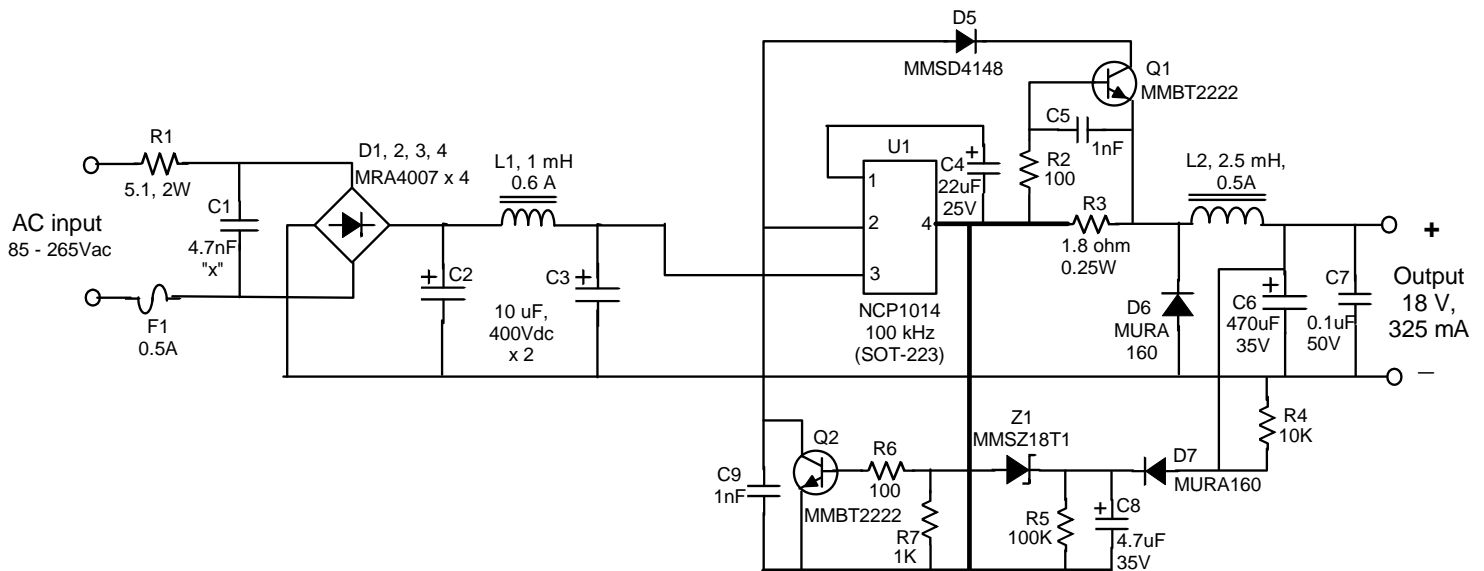 D5
MMSD4148
Q1
MMBT2222
C5
1nF
R1
5.1, 2W
D1, 2, 3, 4
MRA4007 x 4
L1, 1 mH
0.6 A
U1
1
2
3
4
C4
22uF
25V
R2
100
R3
1.8 ohm
0.25W
L2, 2.5 mH,
0.5A
AC input
85 - 265Vac
C1
4.7nF
"x"
F1
0.5A
C2
C3
10 uF,
400Vdc
x 2
NCP1014
100 kHz
(SOT-223)
D6
MURA
160
C6
470uF
35V
C7
0.1uF
50V
+
Output
18 V,
325 mA
_
Z1
MMSZ18T1
R4
10K
D7
MURA160
Q2
MMBT2222
R6
100
C9
1nF
R7
1K
R5
100K
C8
4.7uF
35V
+
+
+
+
+